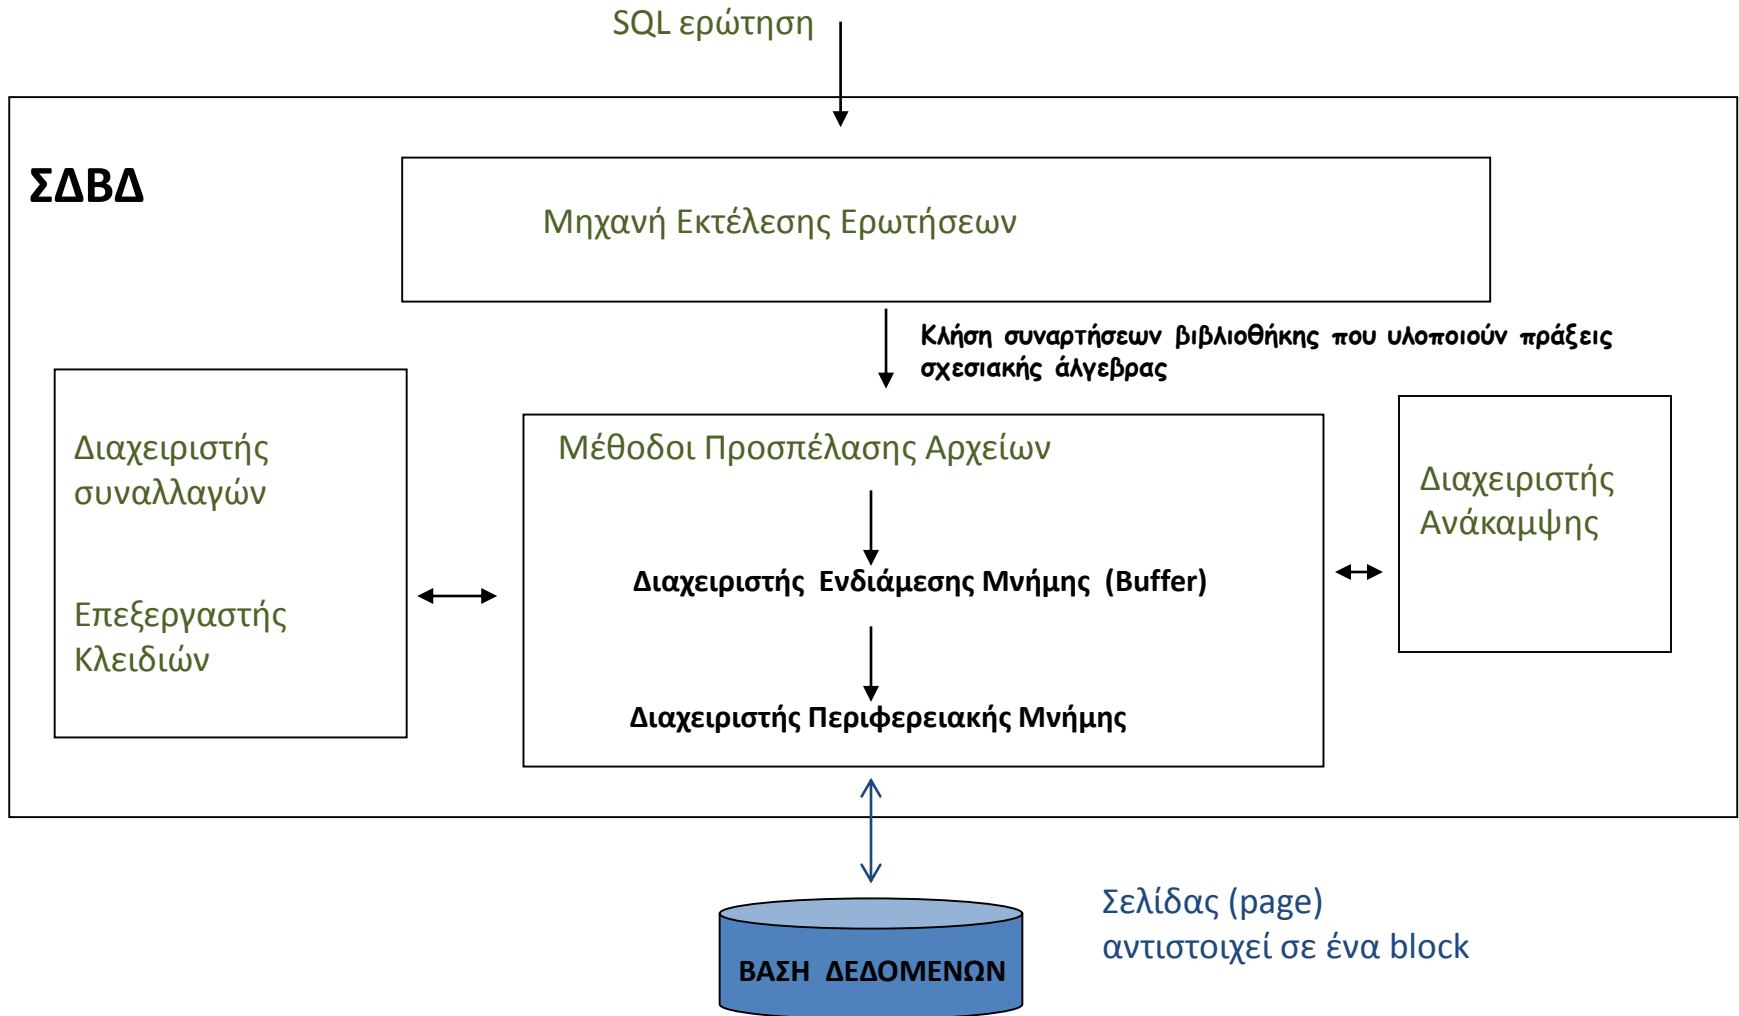 SQL ερώτηση
ΣΔΒΔ
Μηχανή Εκτέλεσης Ερωτήσεων
Κλήση συναρτήσεων βιβλιοθήκης που υλοποιούν πράξεις
σχεσιακής άλγεβρας
Διαχειριστής
συναλλαγών
Επεξεργαστής
Κλειδιών
Μέθοδοι Προσπέλασης Αρχείων
Διαχειριστής Ενδιάμεσης Μνήμης (Buffer)
Διαχειριστής Περιφερειακής Μνήμης
Διαχειριστής
Ανάκαμψης
Σελίδας (page)
αντιστοιχεί σε ένα block
ΒΑΣΗ ΔΕΔΟΜΕΝΩΝ